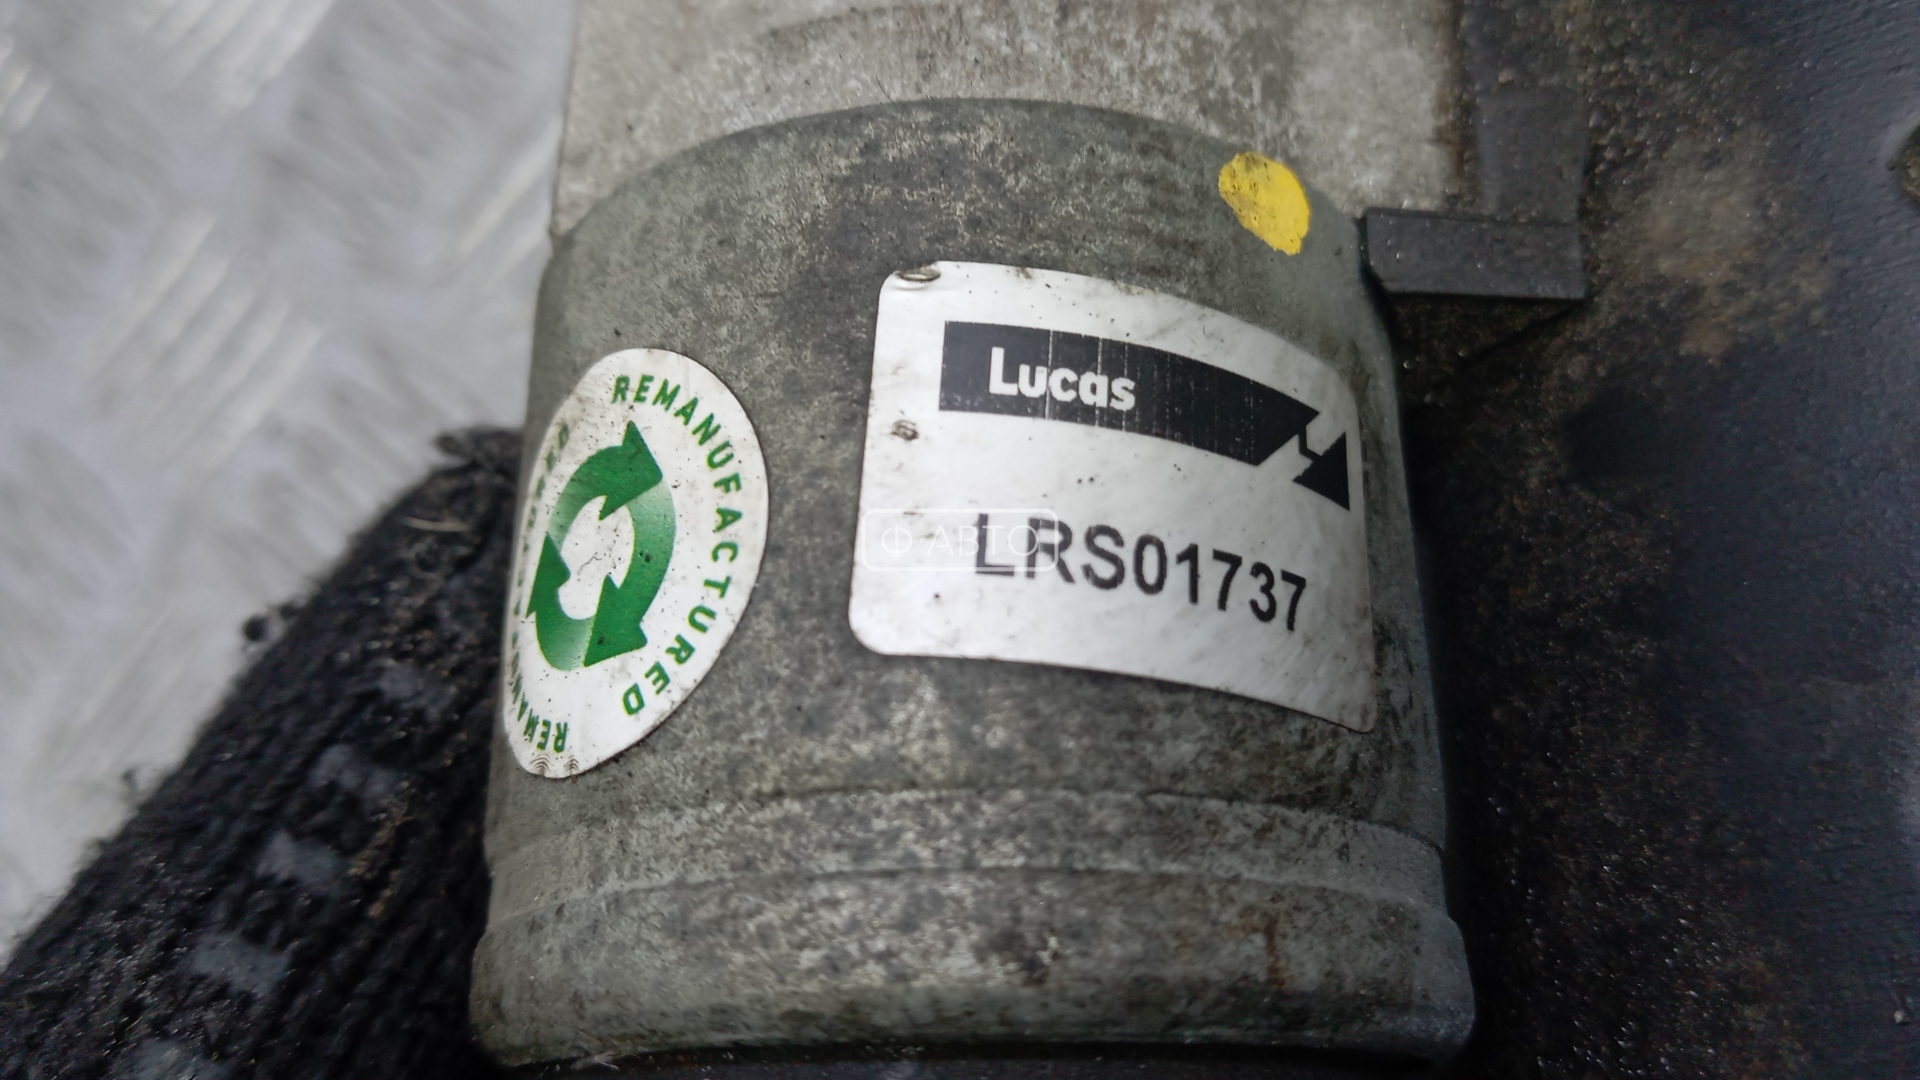 REMANUFACTURED
REMANUFACTURED
Lucas
Ф·АВТО
LRS01737